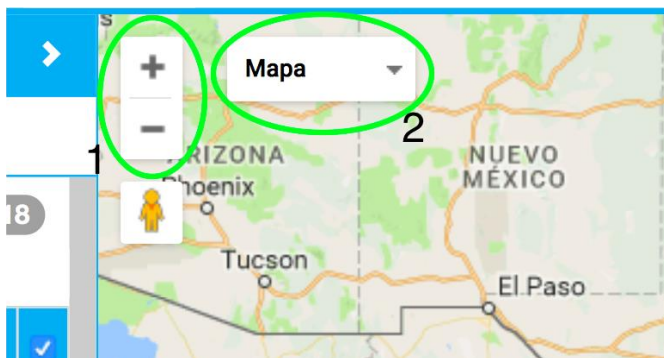 s
+
Mapa
−
2
1
ARIZONA
NUEVO
MÉXICO
Phoenix
18
Tucson
El Paso